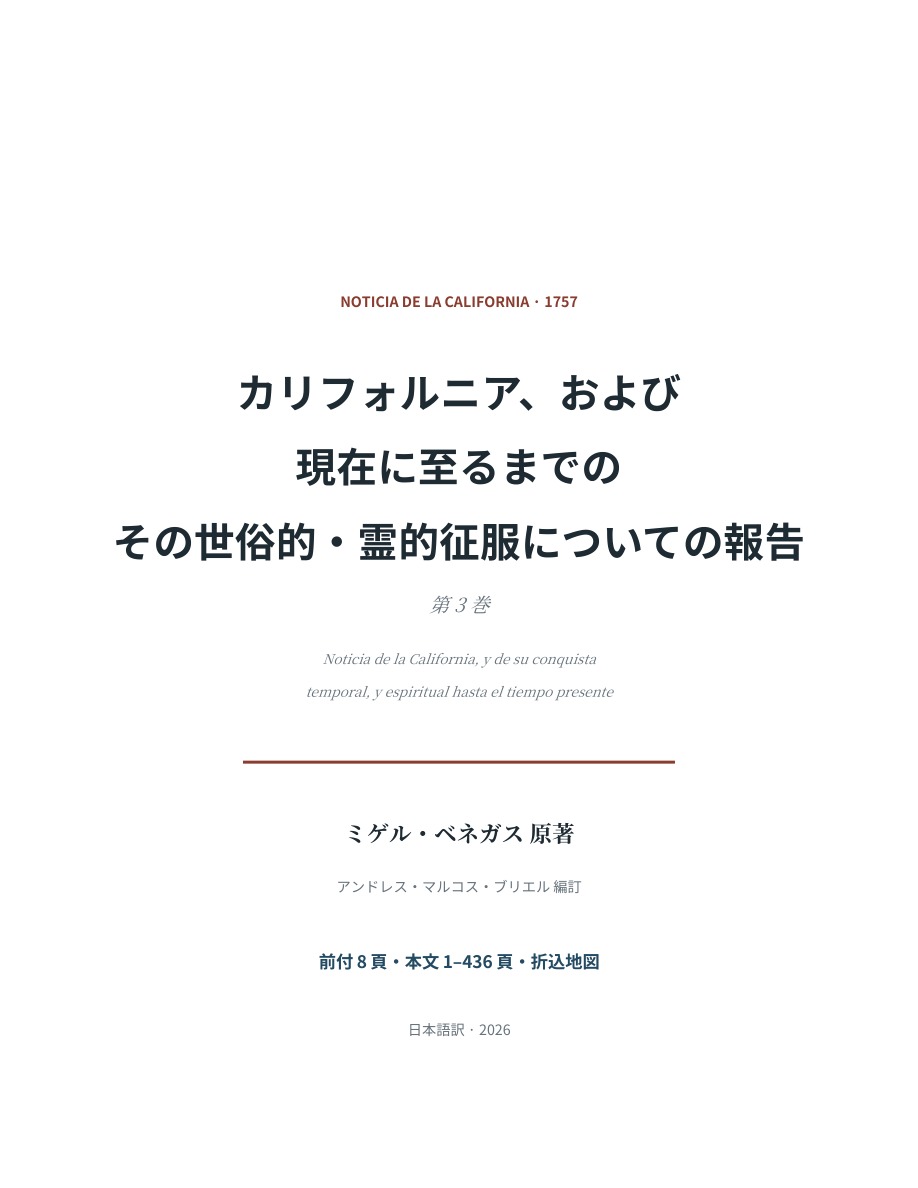 NOTICIA DE LA CALIFORNIA · 1757
カリフォルニア、および
現在に至るまでの
その世俗的・霊的征服についての報告
第 3 巻
Noticia de la California, y de su conquista
temporal, y espiritual hasta el tiempo presente
ミゲル・ベネガス 原著
アンドレス・マルコス・ブリエル 編訂
前付 8 頁・本文 1–436 頁・折込地図
日本語訳 · 2026